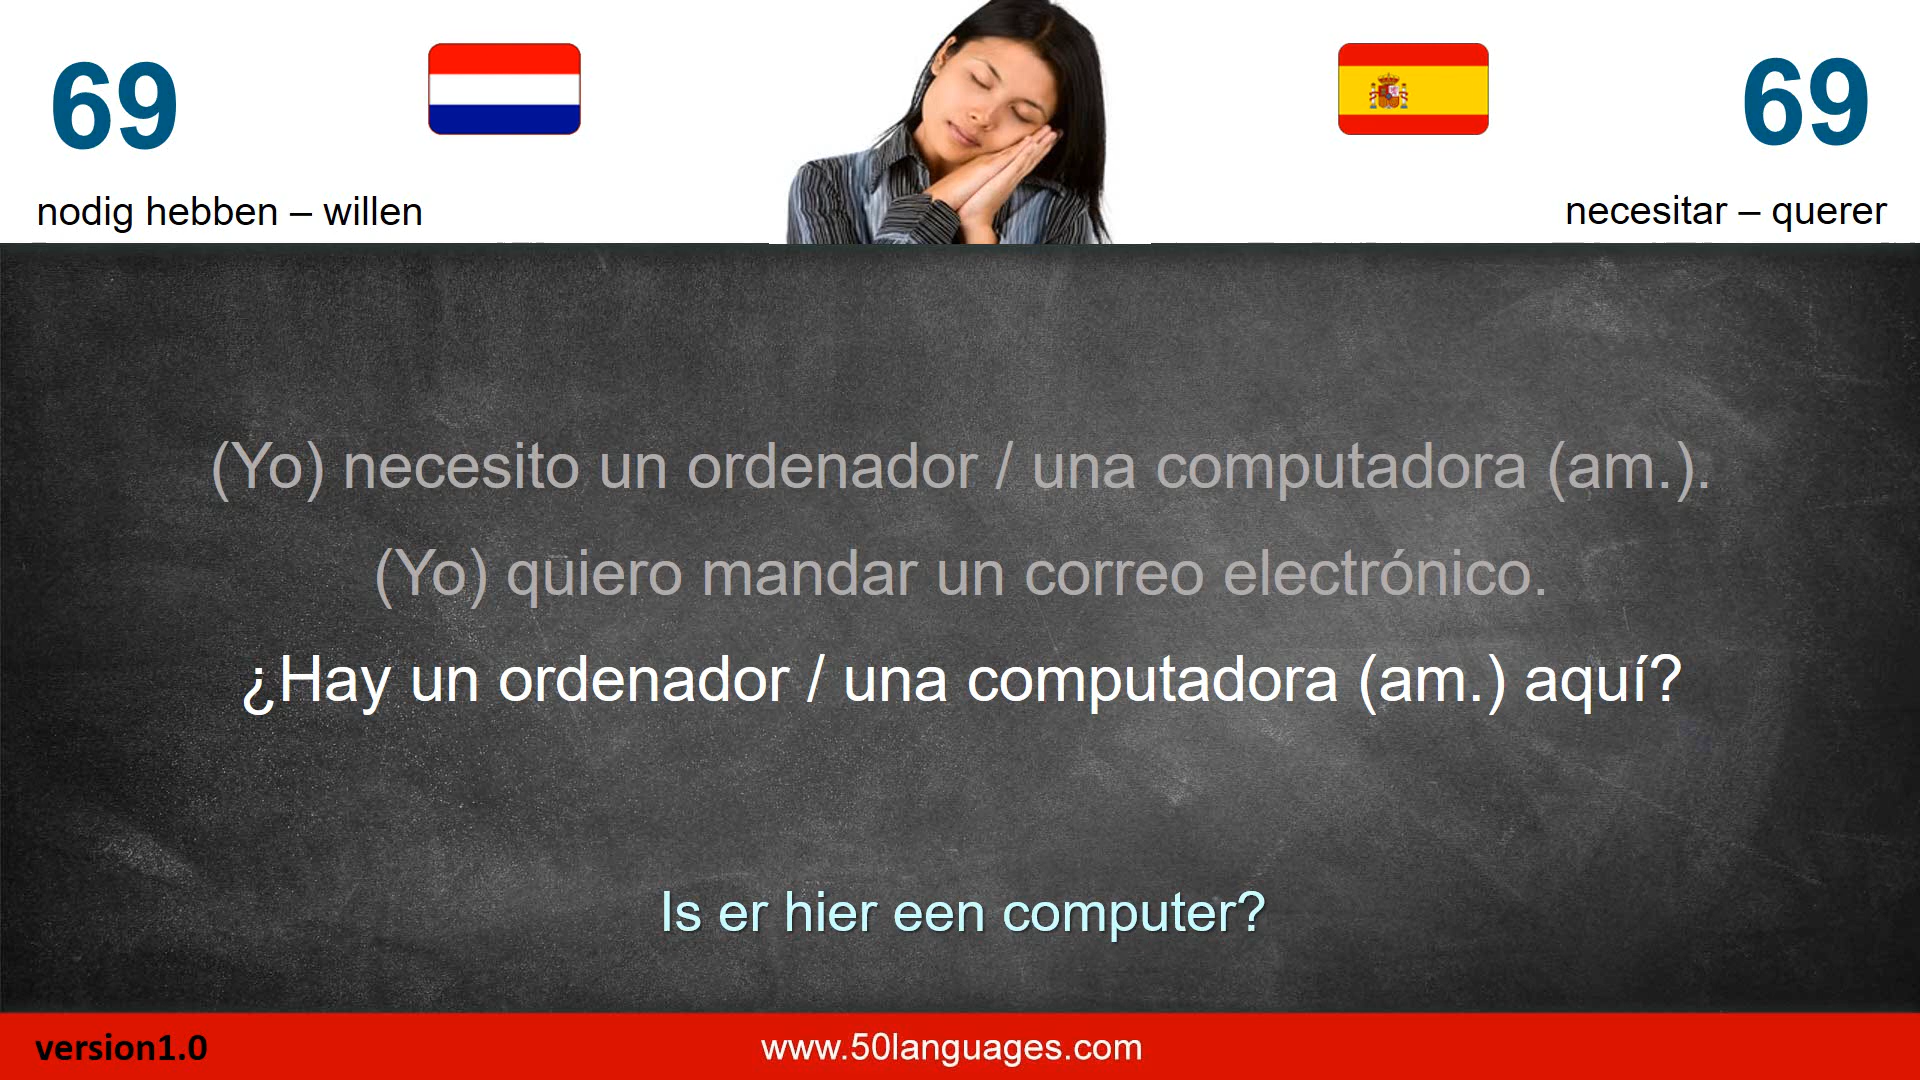 69
69
nodig hebben – willen
necesitar – querer
(Yo) necesito un ordenador / una computadora (am.).
(Yo) quiero mandar un correo electrónico.
¿Hay un ordenador / una computadora (am.) aquí?
Is er hier een computer?
version1.0
www.50languages.com